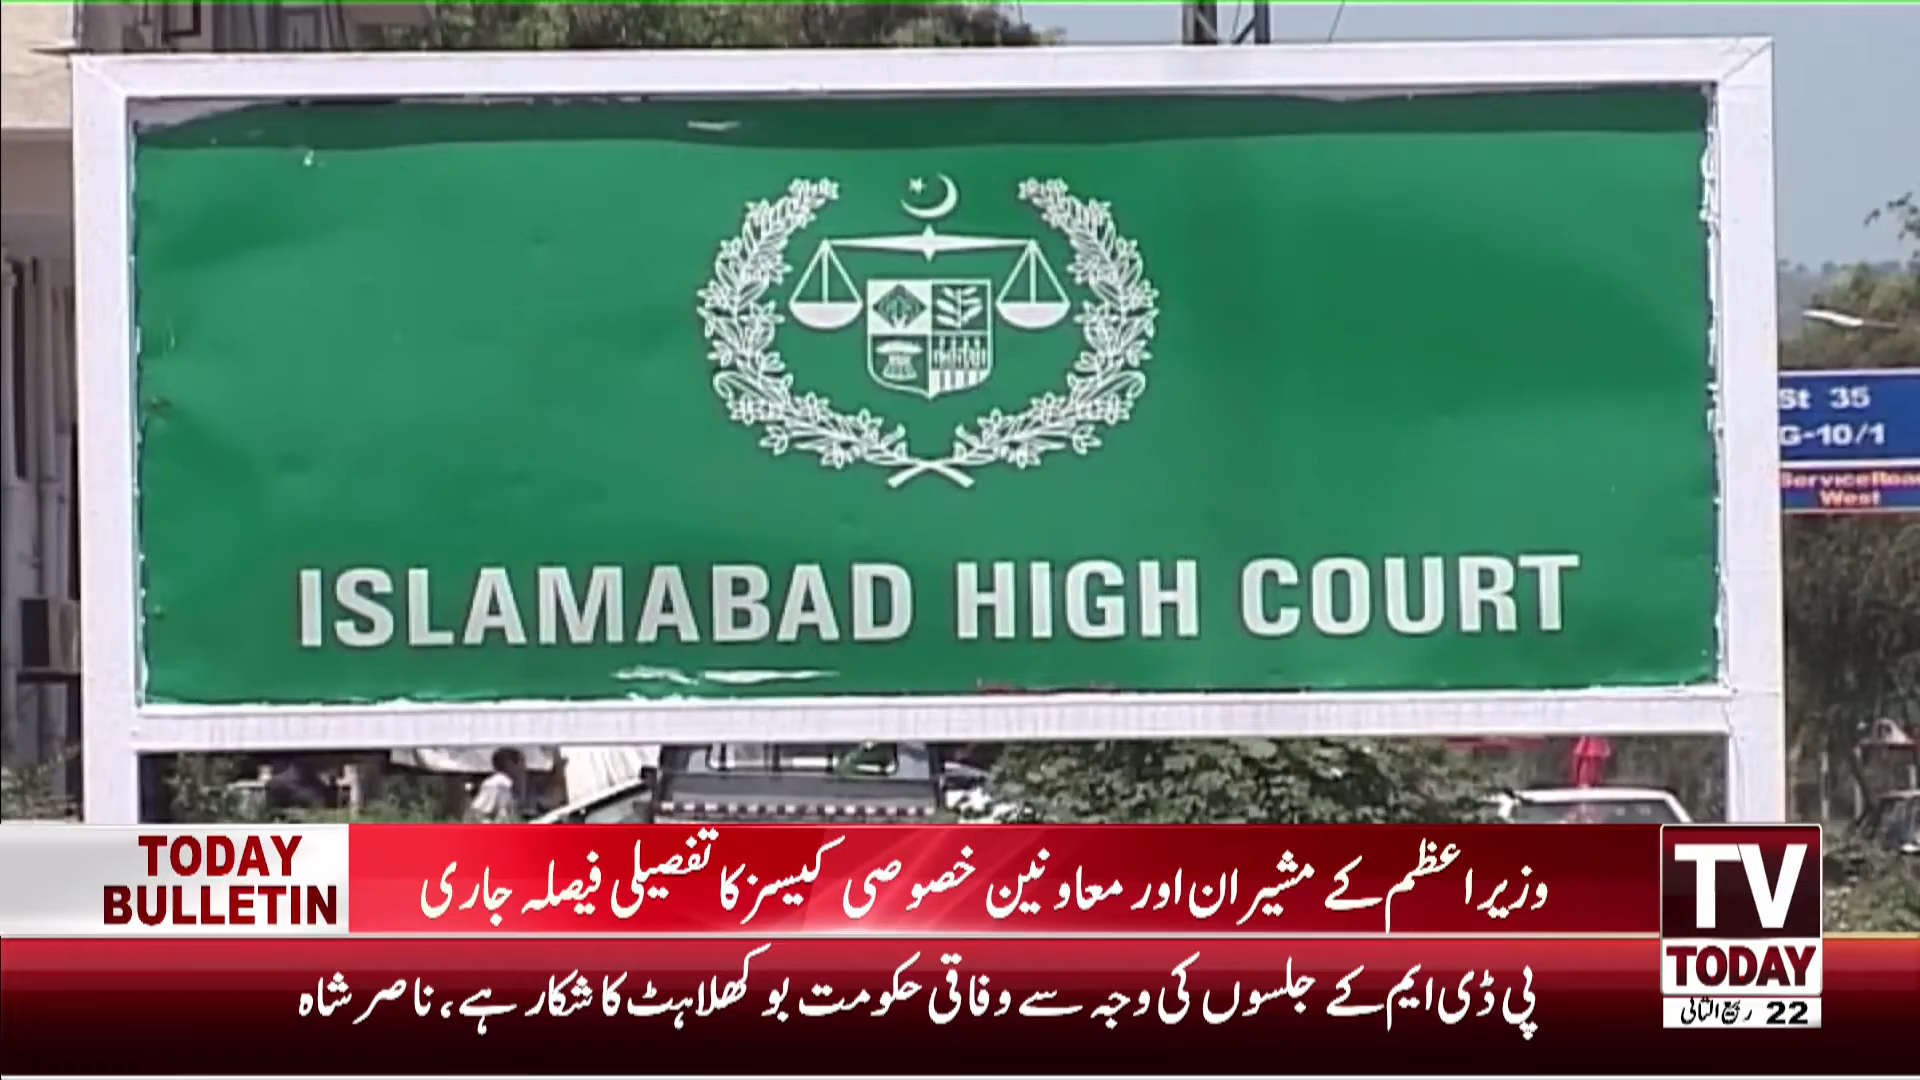 ISLAMABAD HIGH COURT
St 35
G-10/1
ServiceRoad
West
TODAY
BULLETIN
وزیراعظم کے مشیران اور معاونین خصوصی کیسز کا تفصیلی فیصلہ جاری
پی ڈی ایم کے جلسوں کی وجہ سے وفاقی حکومت بوکھلاہٹ کا شکار ہے، ناصر شاہ
TV
TODAY
22 ربیع الثانی